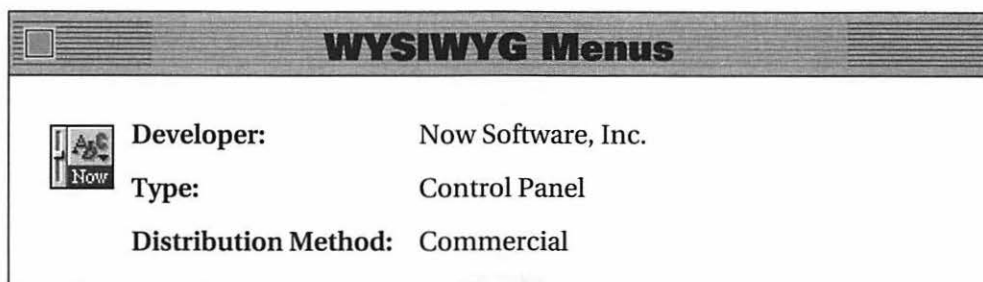 WYSIWYG Menus
Developer: Now Software, Inc.
Now
Type: Control Panel
Distribution Method: Commercial